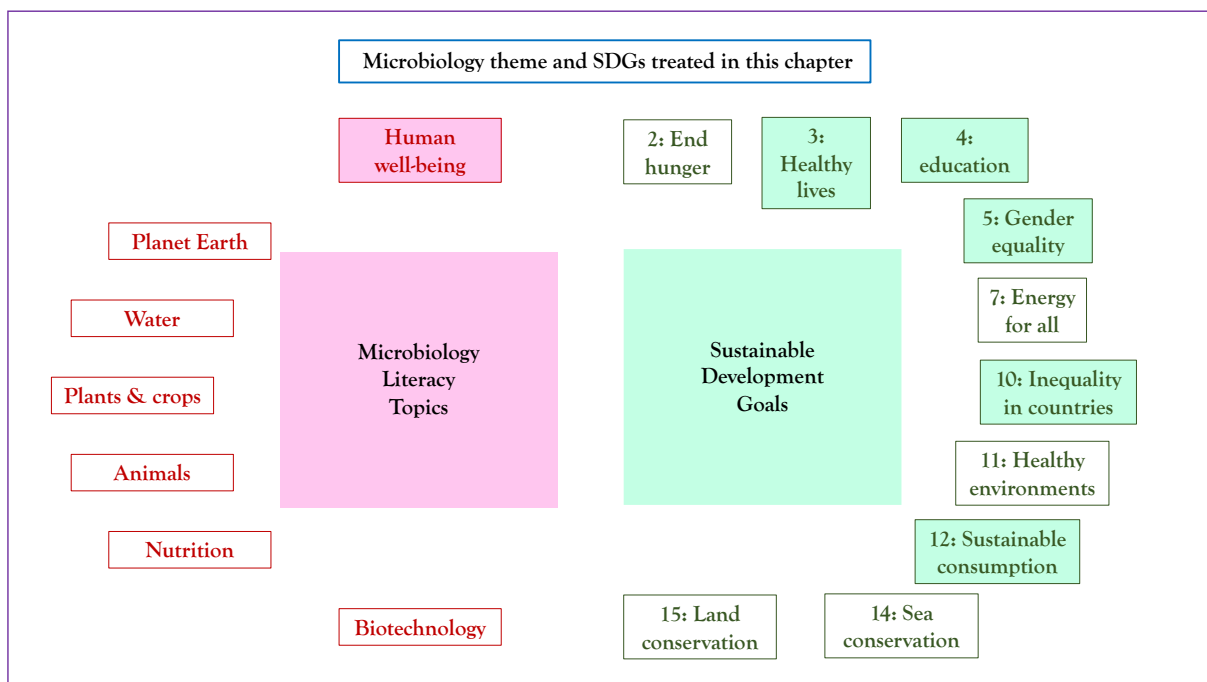 Microbiology theme and SDGs treated in this chapter
Human
well-being
2: End
hunger
3:
Healthy
lives
4:
education
Planet Earth
5: Gender
equality
Water
7: Energy
for all
Microbiology
Literacy
Topics
Sustainable
Development
Goals
Plants & crops
10: Inequality
in countries
Animals
11: Healthy
environments
Nutrition
12: Sustainable
consumption
Biotechnology
15: Land
conservation
14: Sea
conservation